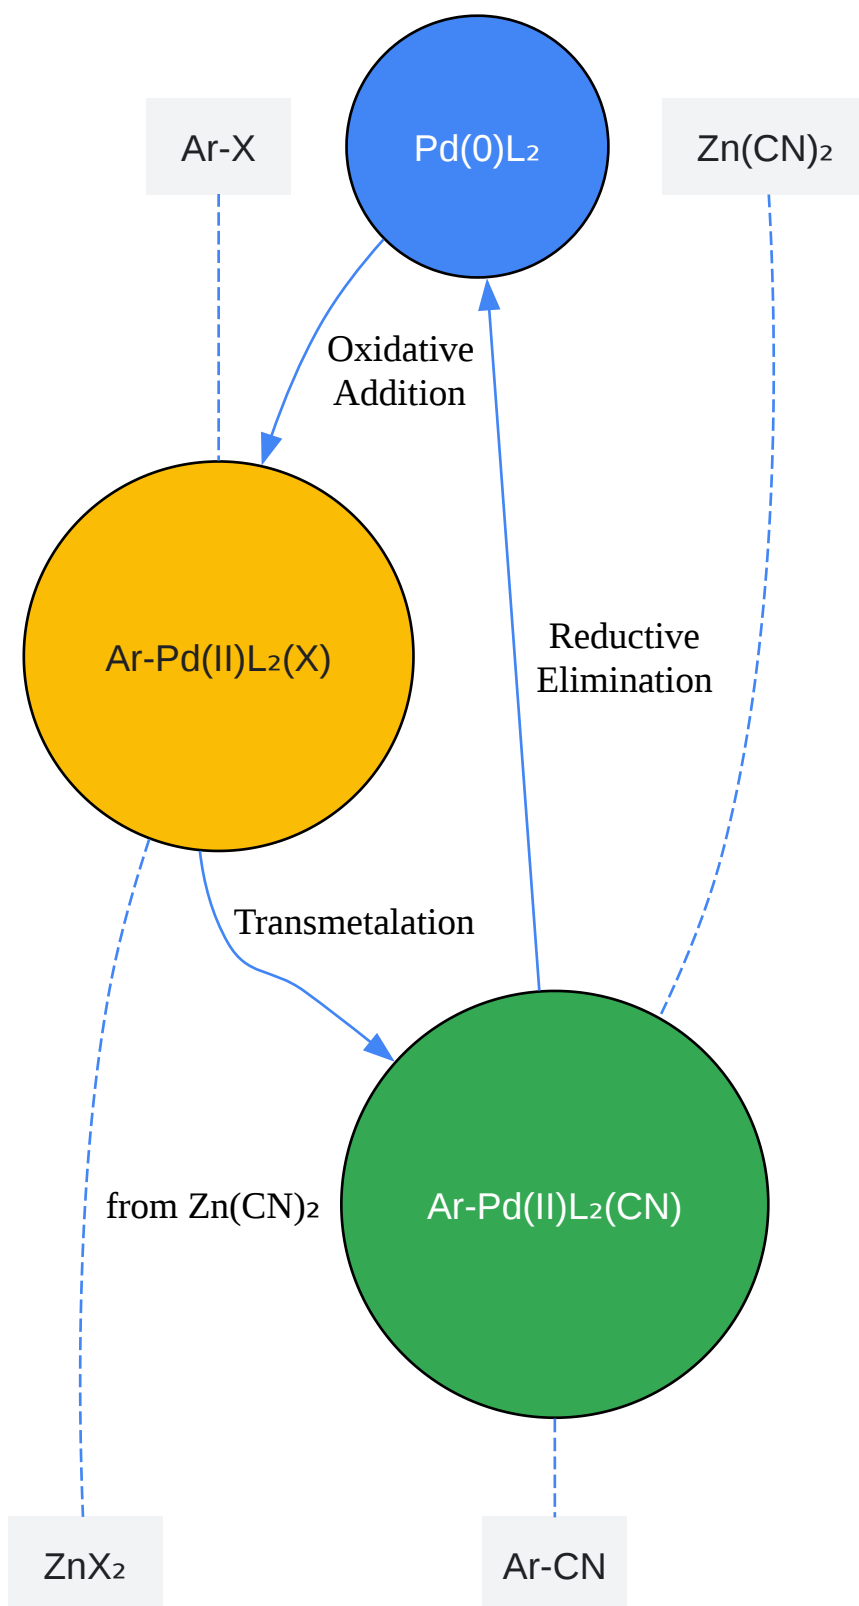 Ar-X
Pd(0)L₂
Zn(CN)₂
Oxidative
Addition
Ar-Pd(II)L₂(X)
Reductive
Elimination
Transmetalation
from Zn(CN)₂
Ar-Pd(II)L₂(CN)
ZnX₂
Ar-CN